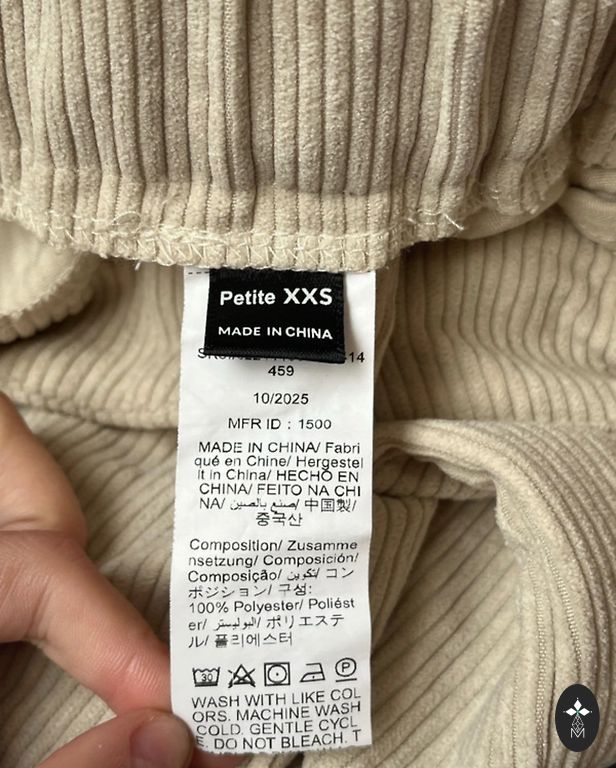 Petite XXS
MADE IN CHINA
14
459
10/2025
MFR ID : 1500
MADE IN CHINA/ Fabri
qué en Chine/ Hergestel
lt in China/ HECHO EN
CHINA/ FEITO NA CHI
NA/ صنع بالصين/ 中国製/
중국산
Composition/ Zusamme
nsetzung/ Composición/
Composição/ تكوين/ コン
ポジション/ 구성:
100% Polyester/ Poliést
er/ البوليستر/ ポリエステ
ル/ 폴리에스터
30 P
WASH WITH LIKE COL
ORS. MACHINE WASH
COLD. GENTLE CYCL
E. DO NOT BLEACH. T
M